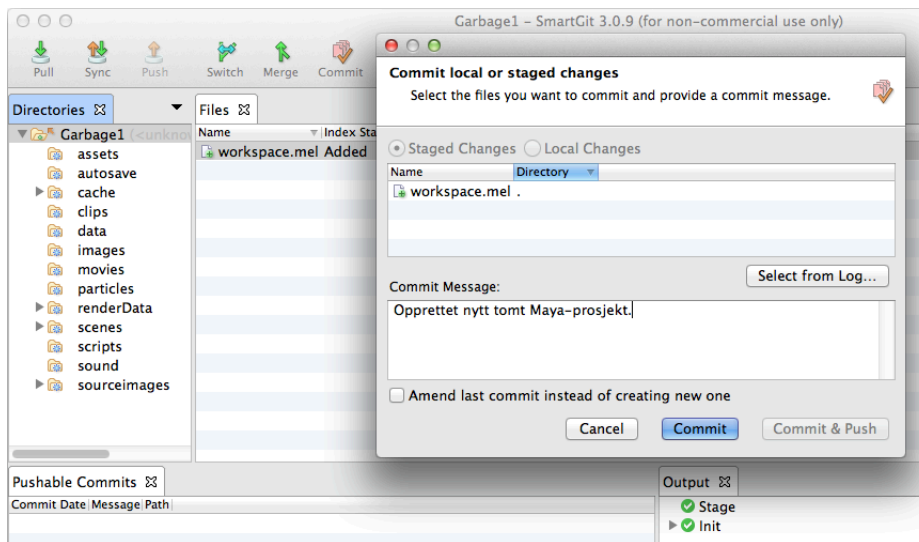 Garbage1 – SmartGit 3.0.9 (for non-commercial use only)
Pull Sync Push Switch Merge Commit
Directories
Garbage1 (<unkno
assets
autosave
cache
clips
data
images
movies
particles
renderData
scenes
scripts
sound
sourceimages
Files
Name Index Sta
workspace.mel Added
Commit local or staged changes
Select the files you want to commit and provide a commit message.
Staged Changes Local Changes
Name Directory
workspace.mel .
Select from Log...
Commit Message:
Opprettet nytt tomt Maya-prosjekt.
Amend last commit instead of creating new one
Cancel Commit Commit & Push
Pushable Commits
Commit Date Message Path
Output
Stage
Init